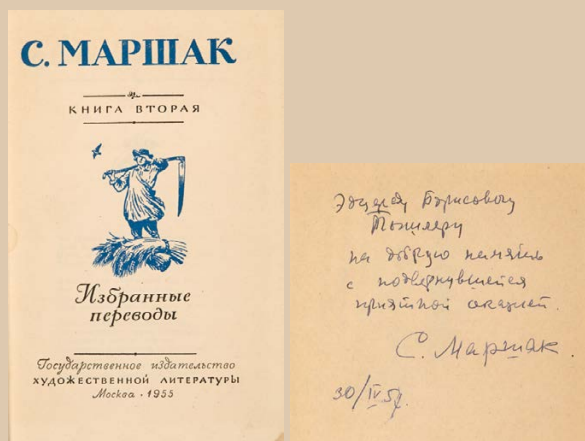 С. МАРШАК
КНИГА ВТОРАЯ
Избранные
переводы
Государственное издательство
ХУДОЖЕСТВЕННОЙ ЛИТЕРАТУРЫ
Москва · 1955
Эдуарду Борисовичу
на добрую память
с подвернувшейся
приятной оказией.
С. Маршак
30/IV 57.